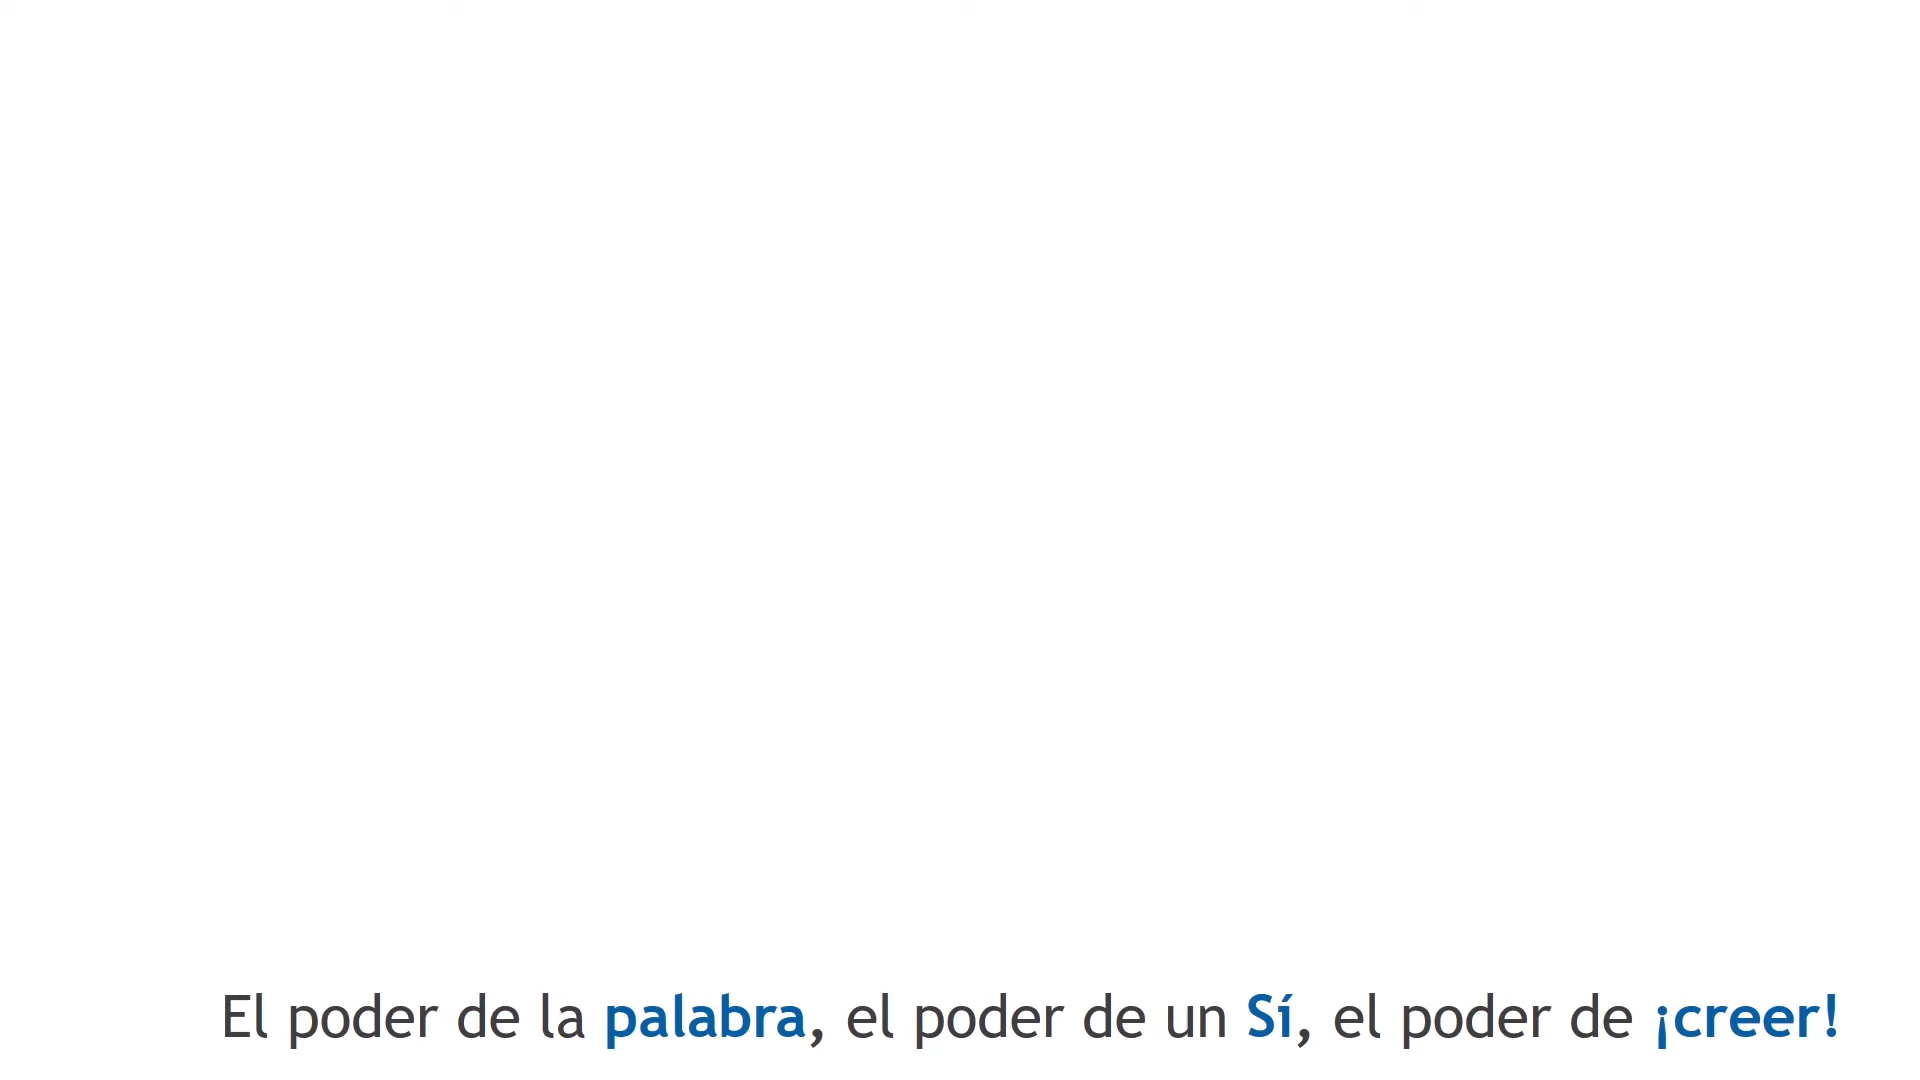 El poder de la palabra, el poder de un Sí, el poder de ¡creer!